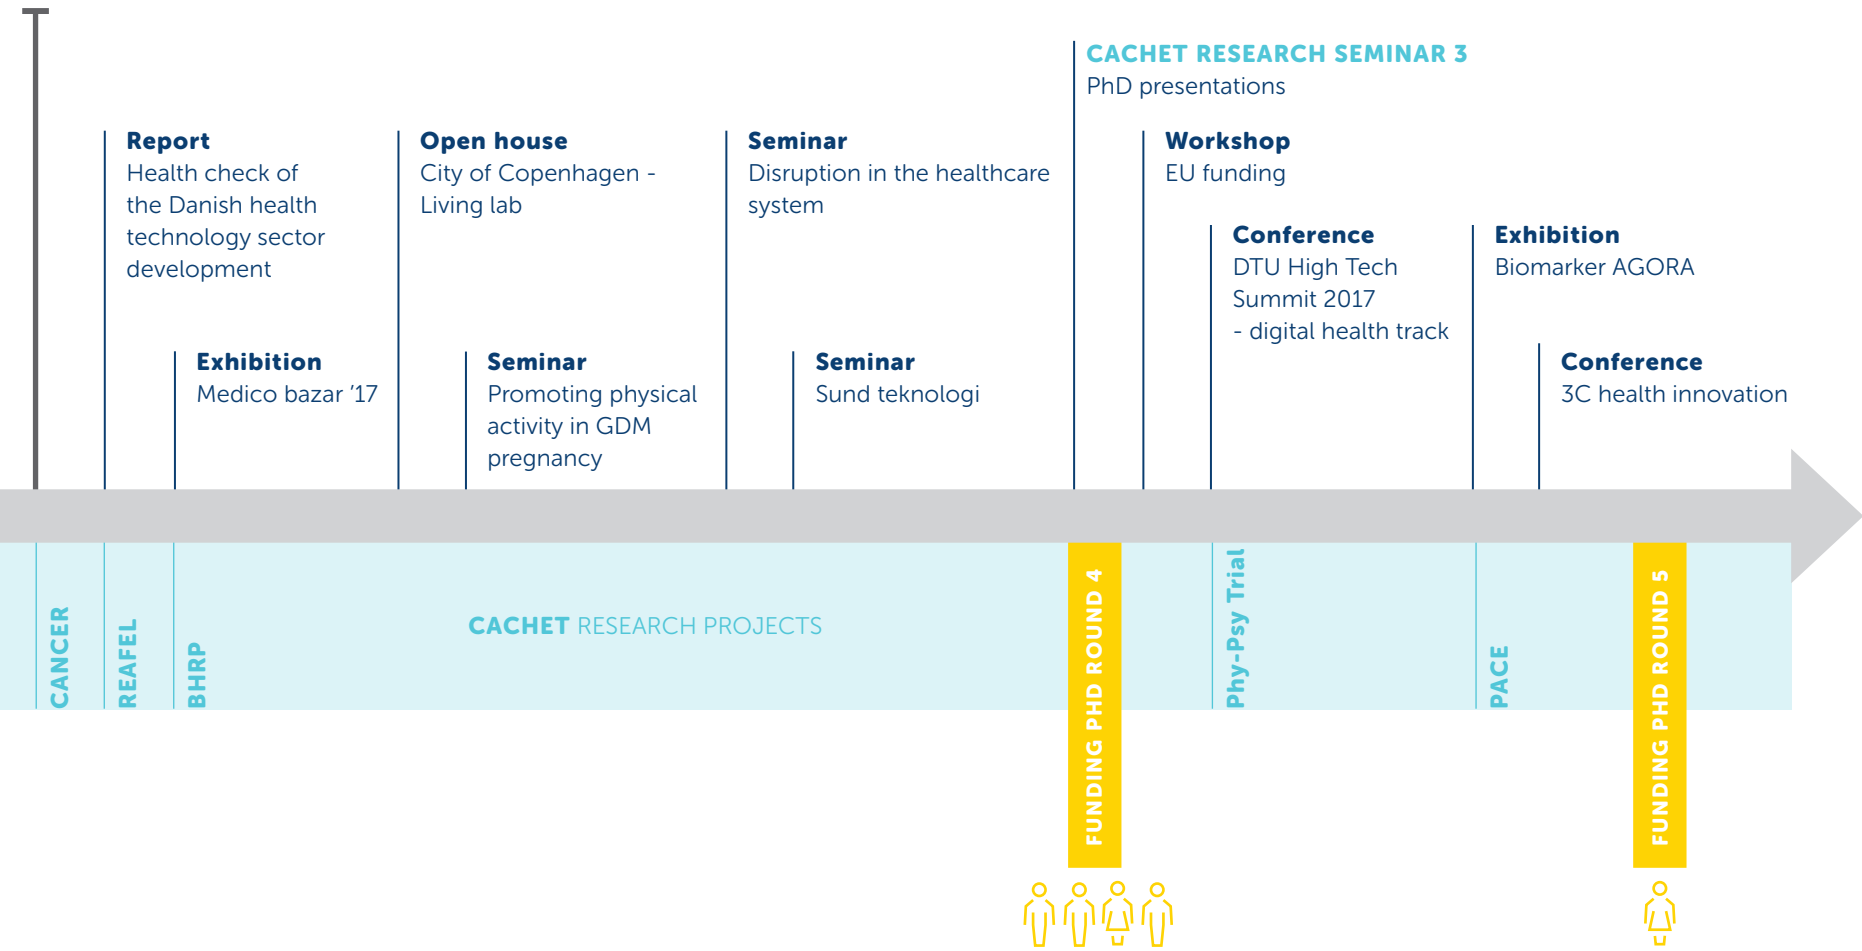 CACHET RESEARCH SEMINAR 3
PhD presentations
Report
Health check of
the Danish health
technology sector
development
Open house
City of Copenhagen -
Living lab
Seminar
Disruption in the healthcare
system
Workshop
EU funding
Conference
DTU High Tech
Summit 2017
- digital health track
Exhibition
Biomarker AGORA
Exhibition
Medico bazar '17
Seminar
Promoting physical
activity in GDM
pregnancy
Seminar
Sund teknologi
Conference
3C health innovation
CANCER
REAFEL
BHRP
CACHET RESEARCH PROJECTS
FUNDING PHD ROUND 4
Phy-Psy Trial
PACE
FUNDING PHD ROUND 5